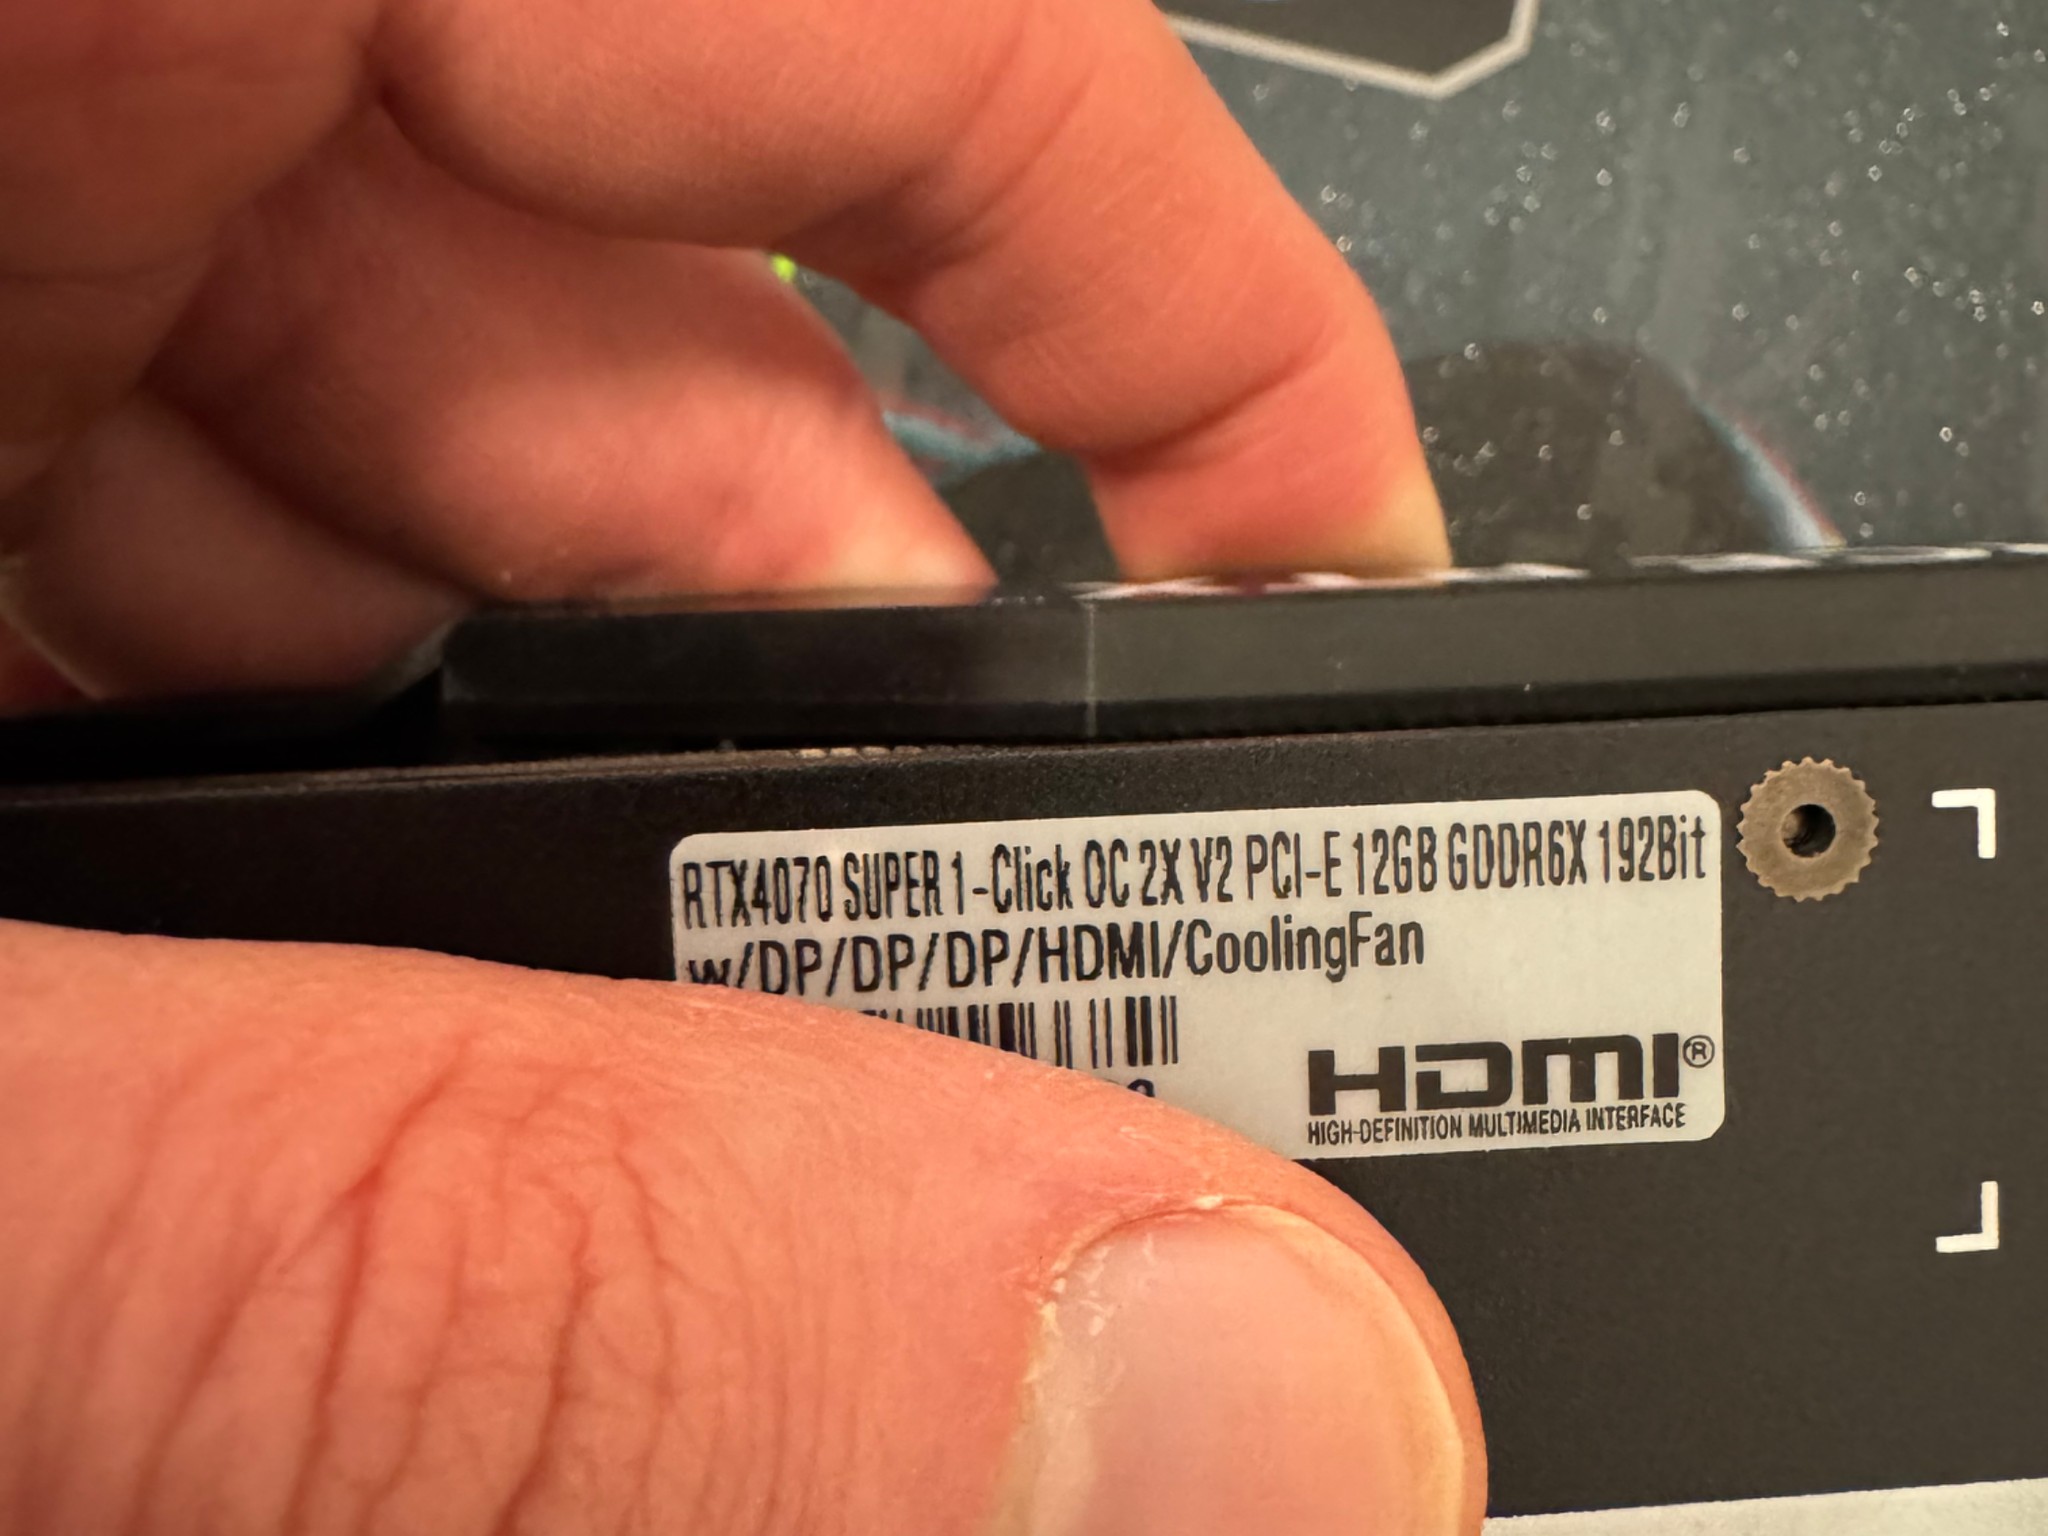 RTX4070 SUPER 1-Click OC 2X V2 PCI-E 12GB GDDR6X 192Bit
w/DP/DP/DP/HDMI/CoolingFan
HDMI®
HIGH-DEFINITION MULTIMEDIA INTERFACE